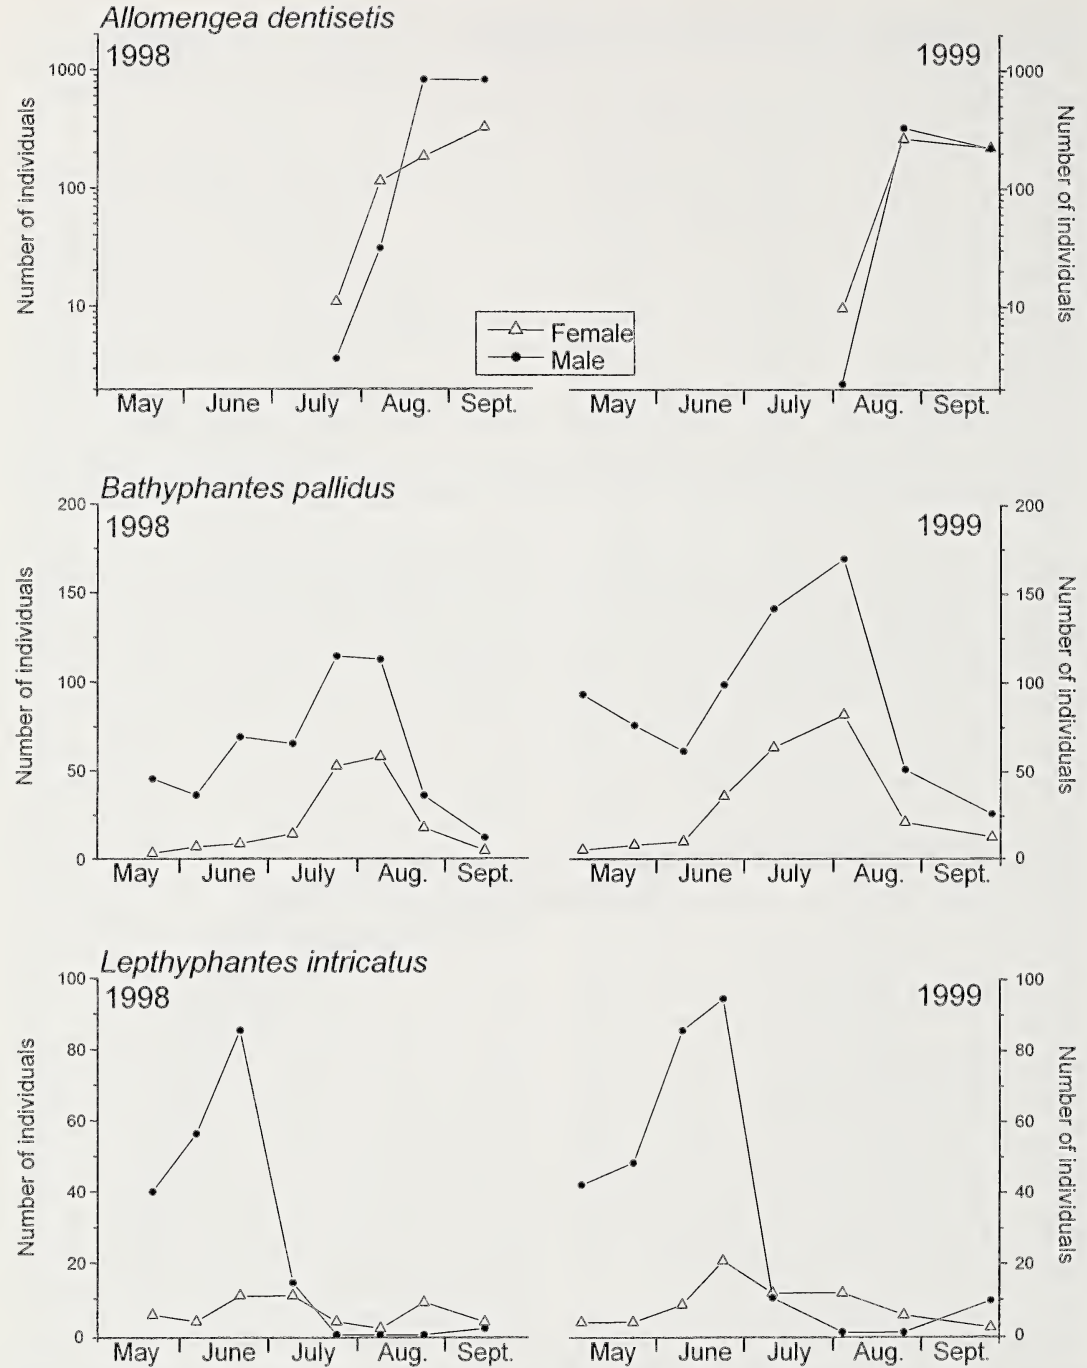 Allomengea dentisetis
1998
1999
1000
100
10
Number of individuals
1000
100
10
Number of individuals
Female
Male
May June July Aug. Sept.
May June July Aug. Sept.
Bathyphantes pallidus
1998
1999
200
150
100
50
0
Number of individuals
200
150
100
50
0
Number of individuals
May June July Aug. Sept.
May June July Aug. Sept.
Lepthyphantes intricatus
1998
1999
100
80
60
40
20
0
Number of individuals
100
80
60
40
20
0
Number of individuals
May June July Aug. Sept.
May June July Aug. Sept.